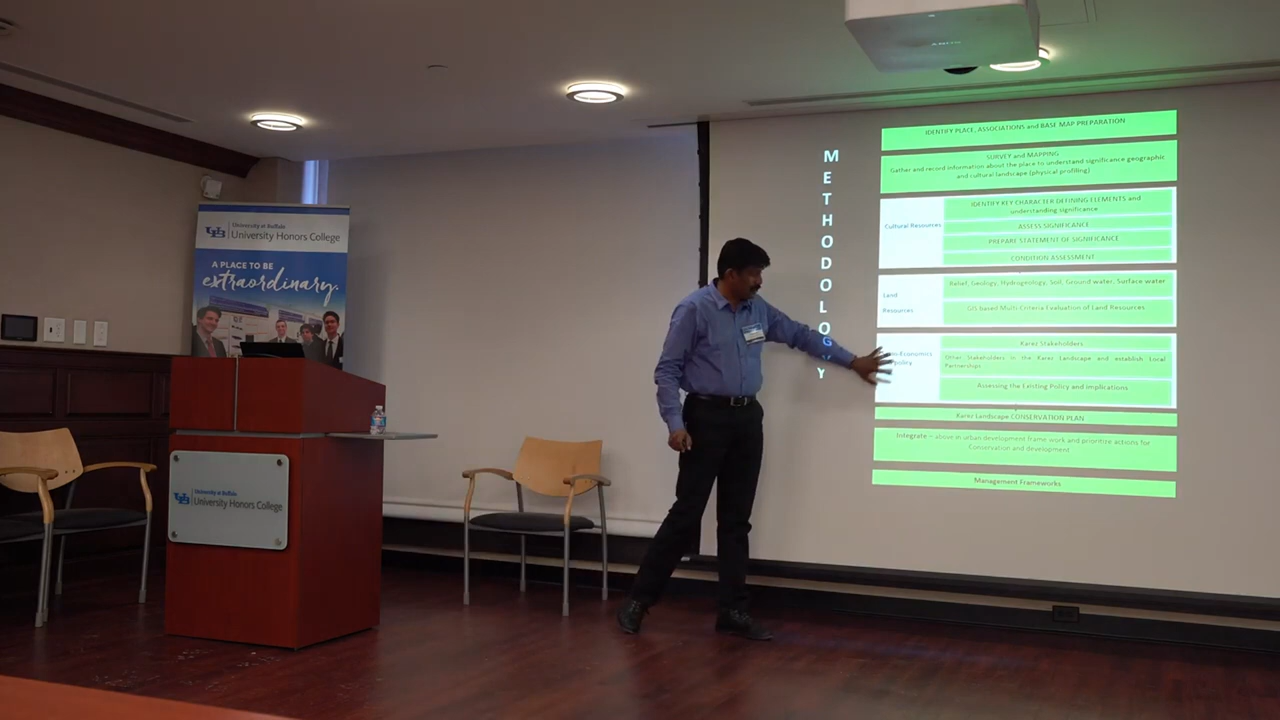 University at Buffalo
UB University Honors College
A PLACE TO BE
extraordinary.
University at Buffalo
UB University Honors College
METHODOLOGY
IDENTIFY PLACE, ASSOCIATIONS and BASE MAP PREPARATION
SURVEY and MAPPING
Gather and record information about the place to understand significance geographic
and cultural landscape (physical profiling)
Cultural Resources
IDENTIFY KEY CHARACTER DEFINING ELEMENTS and
understanding significance
ASSESS SIGNIFICANCE
PREPARE STATEMENT OF SIGNIFICANCE
CONDITION ASSESSMENT
Land
Resources
Relief, Geology, Hydrogeology, Soil, Ground water, Surface water
GIS based Multi Criteria Evaluation of Land Resources
Economics
policy
Karez Stakeholders
Other Stakeholders in the Karez Landscape and establish Local
Partnerships
Assessing the Existing Policy and implications
Karez Landscape CONSERVATION PLAN
Integrate – above in urban development frame work and prioritize actions for
Conservation and development
Management Frameworks